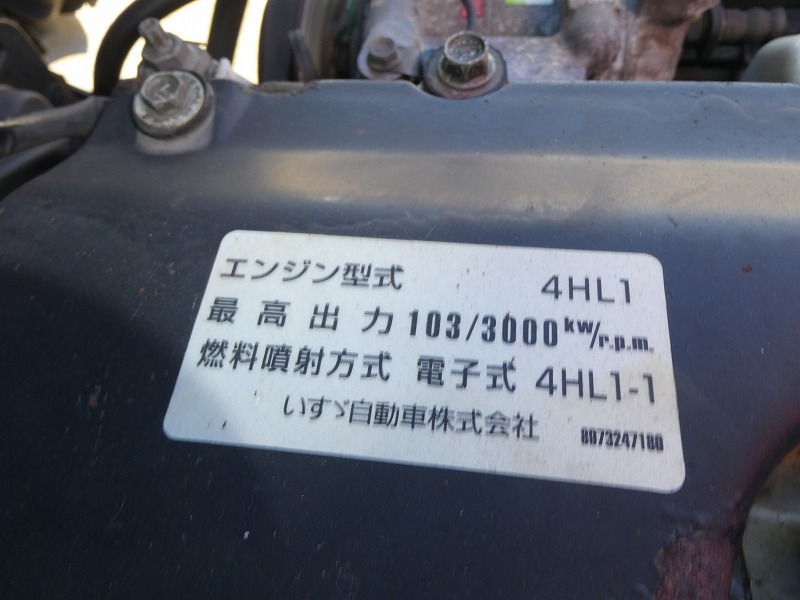 エンジン型式 4HL1
最高出力 103/3000 kw/r.p.m.
燃料噴射方式 電子式 4HL1-1
いすゞ自動車株式会社 8973247180